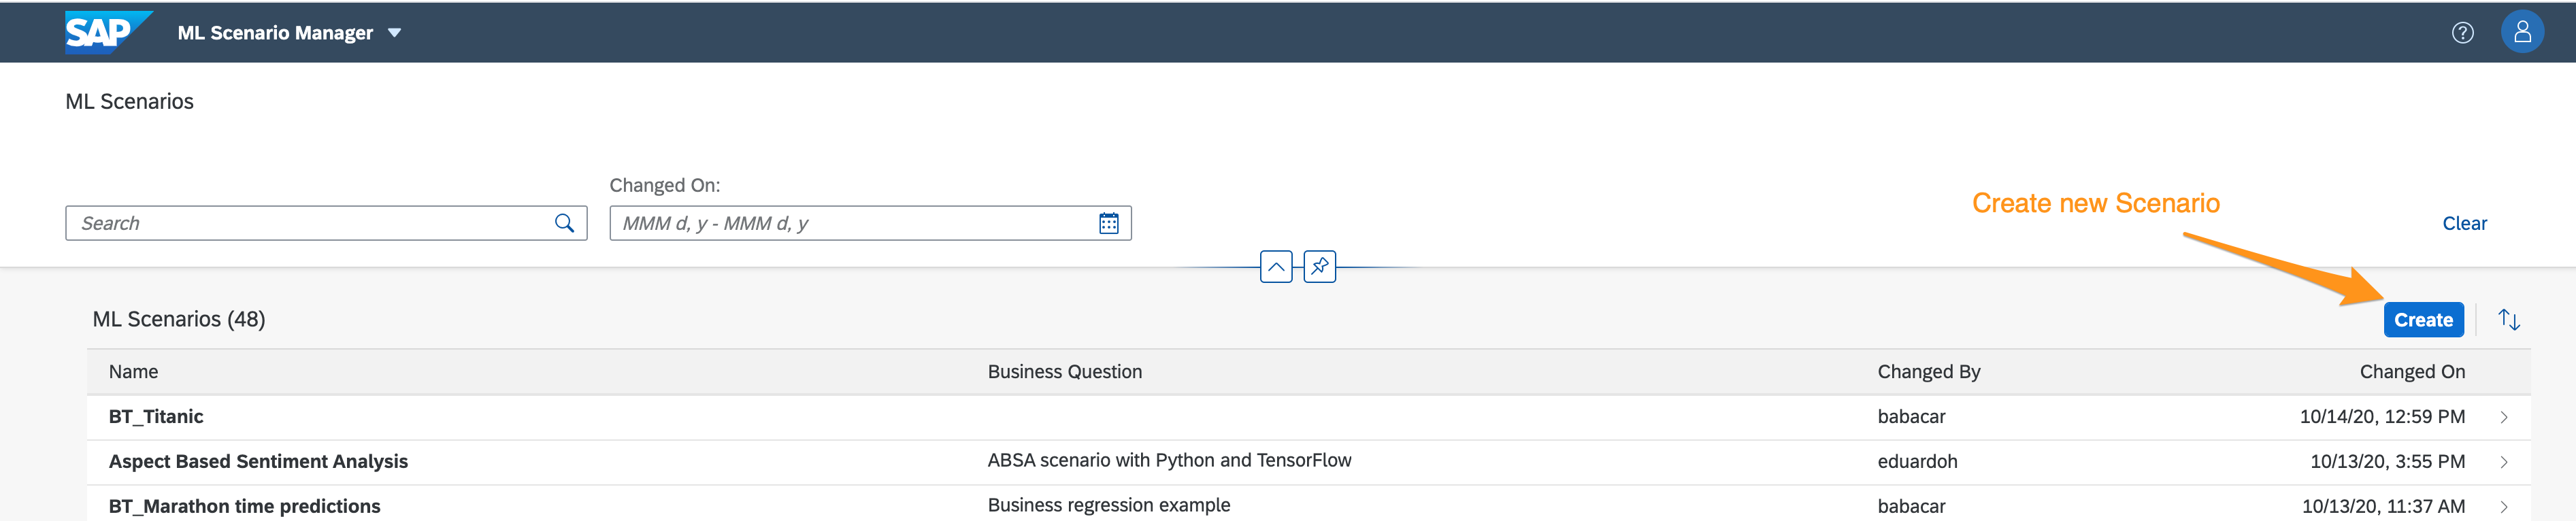 SAP ML Scenario Manager
ML Scenarios
Changed On:
Search
MMM d, y - MMM d, y
Create new Scenario
Clear
ML Scenarios (48)
Create
Name Business Question Changed By Changed On
BT_Titanic babacar 10/14/20, 12:59 PM
Aspect Based Sentiment Analysis ABSA scenario with Python and TensorFlow eduardoh 10/13/20, 3:55 PM
BT_Marathon time predictions Business regression example babacar 10/13/20, 11:37 AM